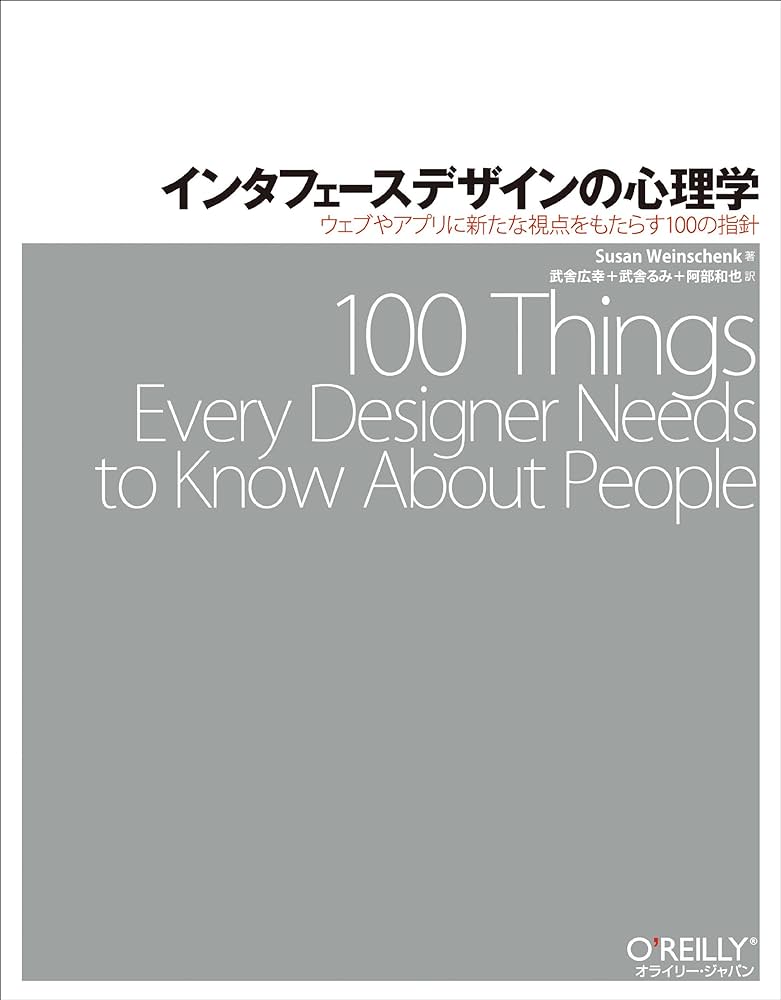 インタフェースデザインの心理学
ウェブやアプリに新たな視点をもたらす100の指針
Susan Weinschenk 著
武舎広幸+武舎るみ+阿部和也 訳
100 Things
Every Designer Needs
to Know About People
O'REILLY®
オライリー・ジャパン